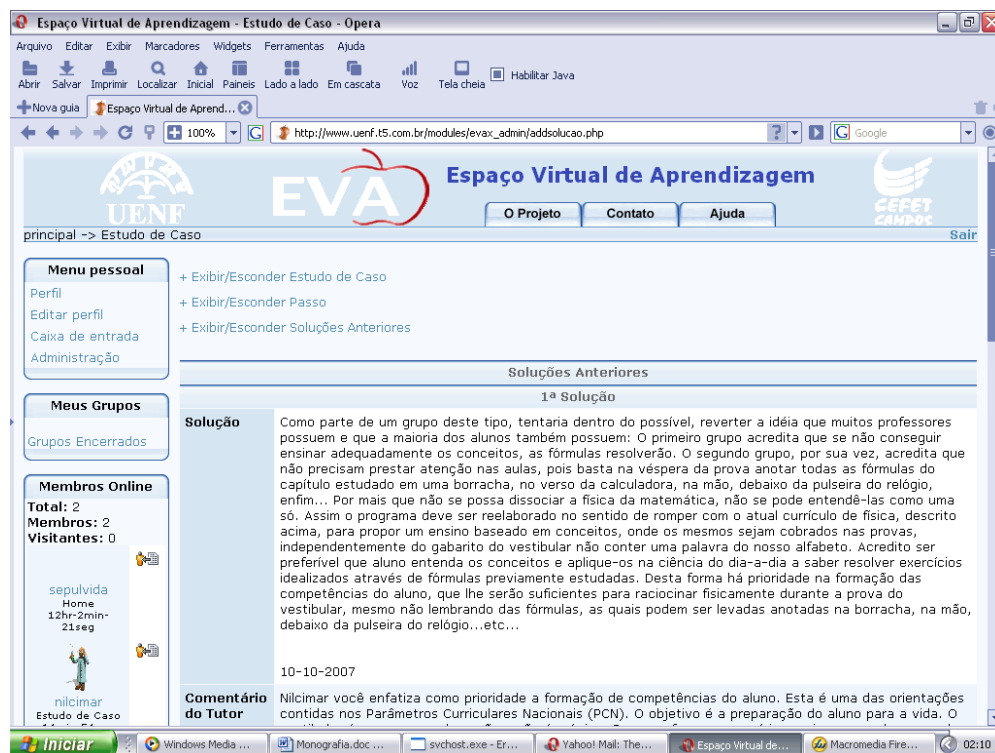 Espaço Virtual de Aprendizagem - Estudo de Caso - Opera
Arquivo Editar Exibir Marcadores Widgets Ferramentas Ajuda
Abrir Salvar Imprimir Localizar Inicial Paineis Lado a lado Em cascata Voz Tela cheia Habilitar Java
Nova guia Espaço Virtual de Aprend...
100% http://www.uenf.t5.com.br/modules/evax_admin/addsolucao.php Google
UENF EVA Espaço Virtual de Aprendizagem CEFET CAMPOS
O Projeto Contato Ajuda
principal -> Estudo de Caso Sair
Menu pessoal
Perfil
Editar perfil
Caixa de entrada
Administração
Meus Grupos
Grupos Encerrados
Membros Online
Total: 2
Membros: 2
Visitantes: 0
sepulvida
Home
12hr-2min-
21seg
nilcimar
Estudo de Caso
+ Exibir/Esconder Estudo de Caso
+ Exibir/Esconder Passo
+ Exibir/Esconder Soluções Anteriores
Soluções Anteriores
1ª Solução
Solução
Como parte de um grupo deste tipo, tentaria dentro do possível, reverter a idéia que muitos professores
possuem e que a maioria dos alunos também possuem: O primeiro grupo acredita que se não conseguir
ensinar adequadamente os conceitos, as fórmulas resolverão. O segundo grupo, por sua vez, acredita que
não precisam prestar atenção nas aulas, pois basta na véspera da prova anotar todas as fórmulas do
capítulo estudado em uma borracha, no verso da calculadora, na mão, debaixo da pulseira do relógio,
enfim... Por mais que não se possa dissociar a física da matemática, não se pode entendê-las como uma
só. Assim o programa deve ser reelaborado no sentido de romper com o atual currículo de física, descrito
acima, para propor um ensino baseado em conceitos, onde os mesmos sejam cobrados nas provas,
independentemente do gabarito do vestibular não conter uma palavra do nosso alfabeto. Acredito ser
preferível que aluno entenda os conceitos e aplique-os na ciência do dia-a-dia a saber resolver exercícios
idealizados através de fórmulas previamente estudadas. Desta forma há prioridade na formação das
competências do aluno, que lhe serão suficientes para raciocinar fisicamente durante a prova do
vestibular, mesmo não lembrando das fórmulas, as quais podem ser levadas anotadas na borracha, na mão,
debaixo da pulseira do relógio...etc...
10-10-2007
Comentário
do Tutor
Nilcimar você enfatiza como prioridade a formação de competências do aluno. Esta é uma das orientações
contidas nos Parâmetros Curriculares Nacionais (PCN). O objetivo é a preparação do aluno para a vida. O
Iniciar Windows Media ... Monografia.doc ... svchost.exe - Er... Yahoo! Mail: The... Espaço Virtual de... Macromedia Fire... 02:10